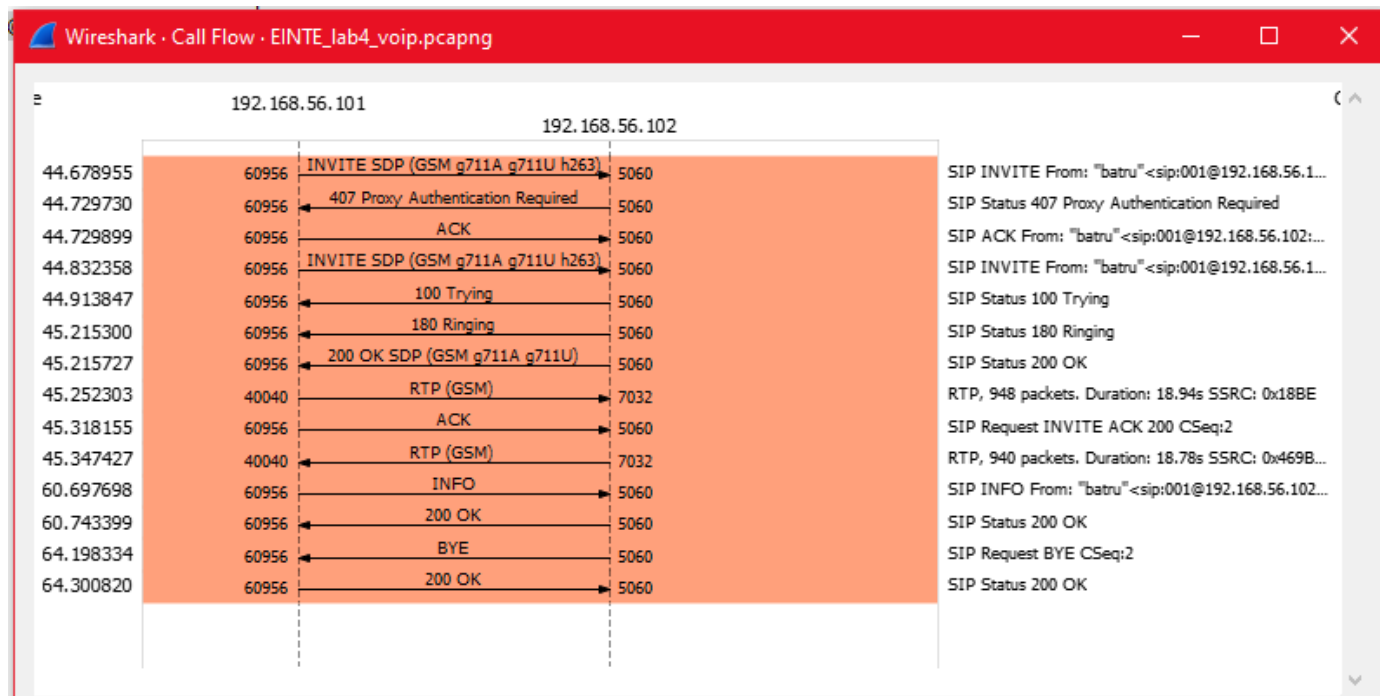 Wireshark · Call Flow · EINTE_lab4_voip.pcapng
192.168.56.101
192.168.56.102
44.678955 60956 INVITE SDP (GSM g711A g711U h263) 5060 SIP INVITE From: "batru"<sip:001@192.168.56.1...
44.729730 60956 407 Proxy Authentication Required 5060 SIP Status 407 Proxy Authentication Required
44.729899 60956 ACK 5060 SIP ACK From: "batru"<sip:001@192.168.56.102:...
44.832358 60956 INVITE SDP (GSM g711A g711U h263) 5060 SIP INVITE From: "batru"<sip:001@192.168.56.1...
44.913847 60956 100 Trying 5060 SIP Status 100 Trying
45.215300 60956 180 Ringing 5060 SIP Status 180 Ringing
45.215727 60956 200 OK SDP (GSM g711A g711U) 5060 SIP Status 200 OK
45.252303 40040 RTP (GSM) 7032 RTP, 948 packets. Duration: 18.94s SSRC: 0x18BE
45.318155 60956 ACK 5060 SIP Request INVITE ACK 200 CSeq:2
45.347427 40040 RTP (GSM) 7032 RTP, 940 packets. Duration: 18.78s SSRC: 0x469B...
60.697698 60956 INFO 5060 SIP INFO From: "batru"<sip:001@192.168.56.102...
60.743399 60956 200 OK 5060 SIP Status 200 OK
64.198334 60956 BYE 5060 SIP Request BYE CSeq:2
64.300820 60956 200 OK 5060 SIP Status 200 OK